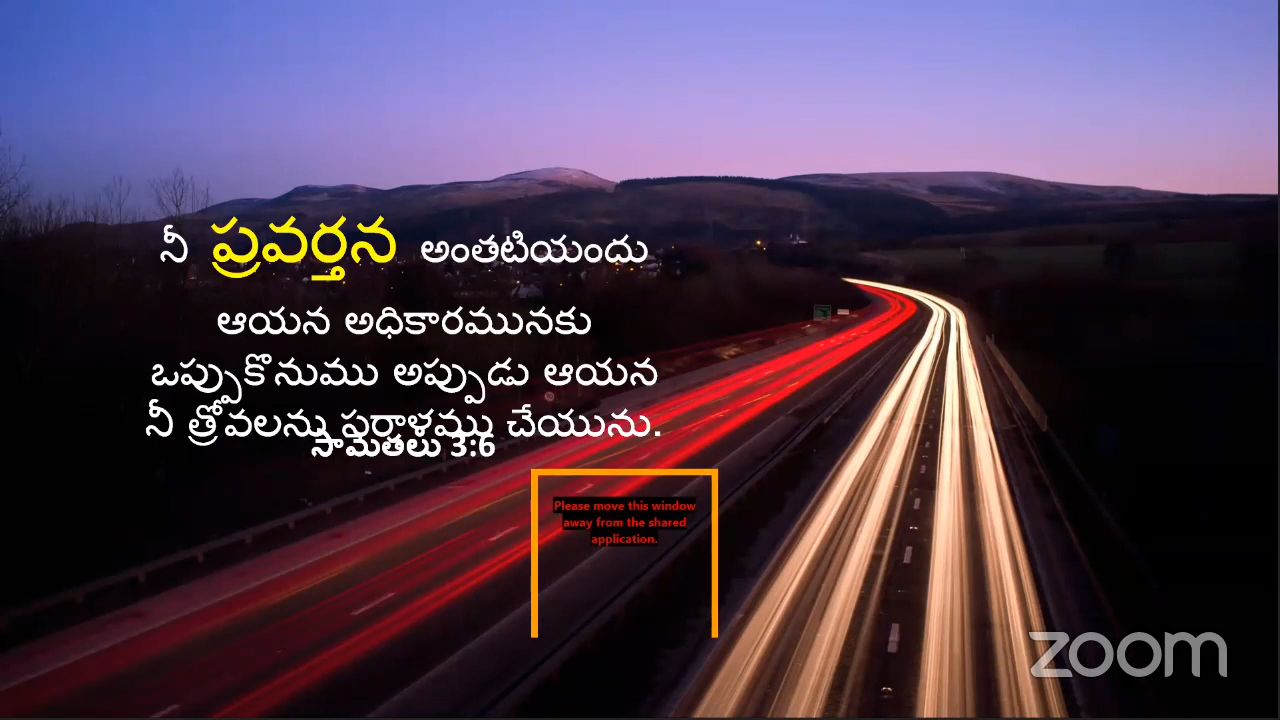 నీ ప్రవర్తన అంతటియందు
ఆయన అధికారమునకు
ఒప్పుకొనుము అప్పుడు ఆయన
నీ త్రోవలను సరాళము చేయును.
సామెతలు 3:6
Please move this window
away from the shared
application.
zoom